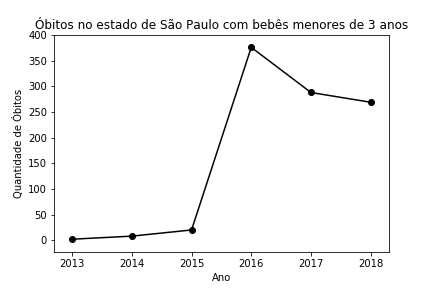 Óbitos no estado de São Paulo com bebês menores de 3 anos
400
350
300
250
200
150
100
50
0
Quantidade de Óbitos
2013 2014 2015 2016 2017 2018
Ano